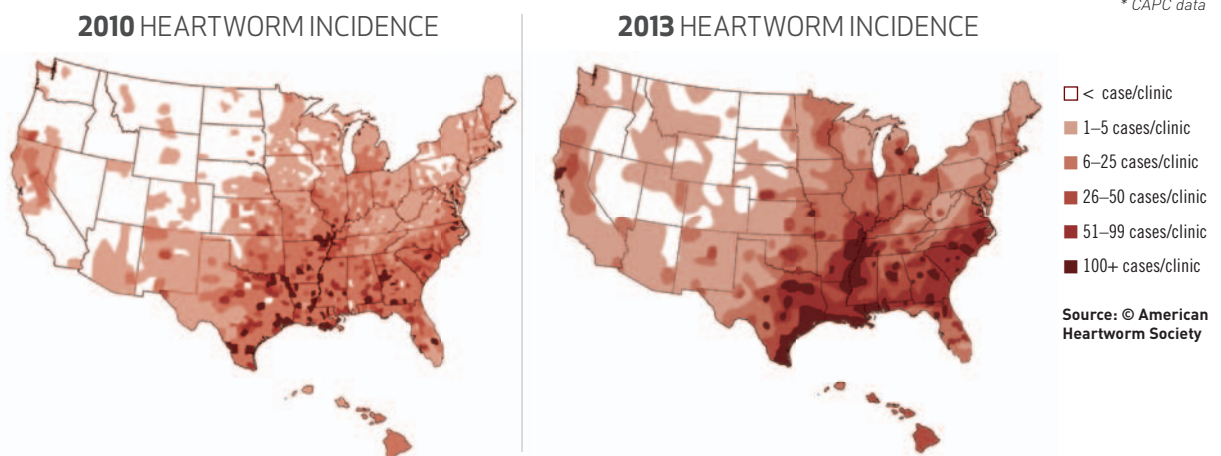 * CAPC data
2010 HEARTWORM INCIDENCE
2013 HEARTWORM INCIDENCE
< case/clinic
1–5 cases/clinic
6–25 cases/clinic
26–50 cases/clinic
51–99 cases/clinic
100+ cases/clinic
Source: © American
Heartworm Society